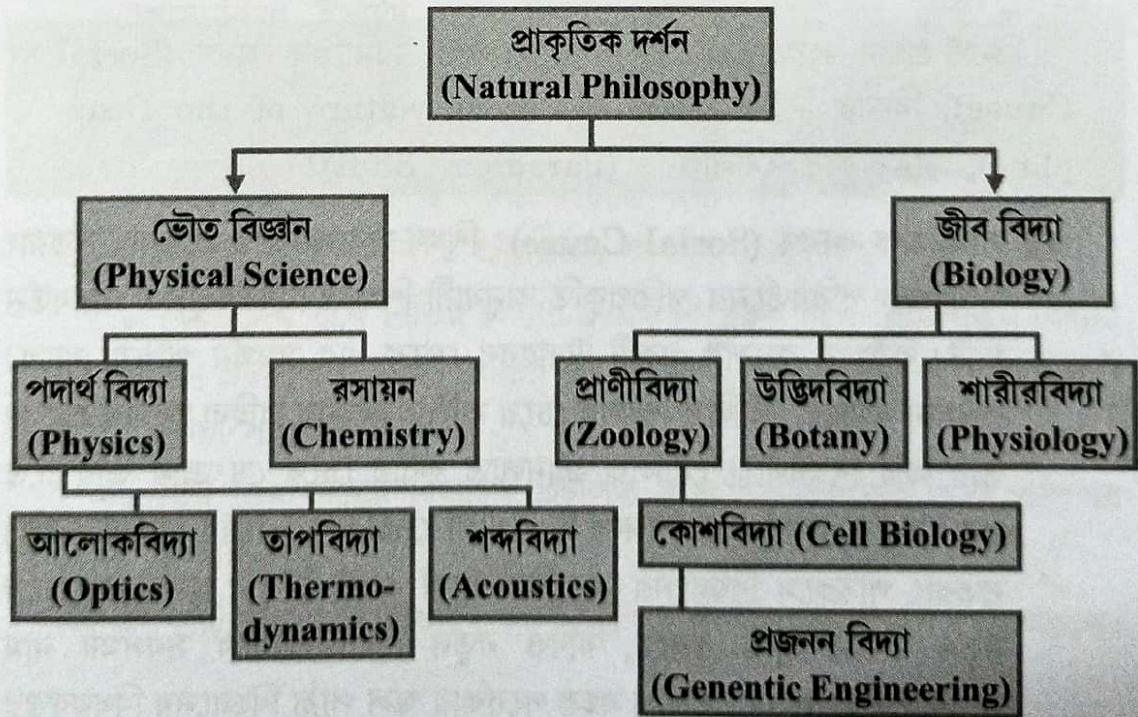 প্রাকৃতিক দর্শন
(Natural Philosophy)
ভৌত বিজ্ঞান
(Physical Science)
জীব বিদ্যা
(Biology)
পদার্থ বিদ্যা
(Physics)
রসায়ন
(Chemistry)
প্রাণীবিদ্যা
(Zoology)
উদ্ভিদবিদ্যা
(Botany)
শারীরবিদ্যা
(Physiology)
আলোকবিদ্যা
(Optics)
তাপবিদ্যা
(Thermo-
dynamics)
শব্দবিদ্যা
(Acoustics)
কোশবিদ্যা (Cell Biology)
প্রজনন বিদ্যা
(Genentic Engineering)